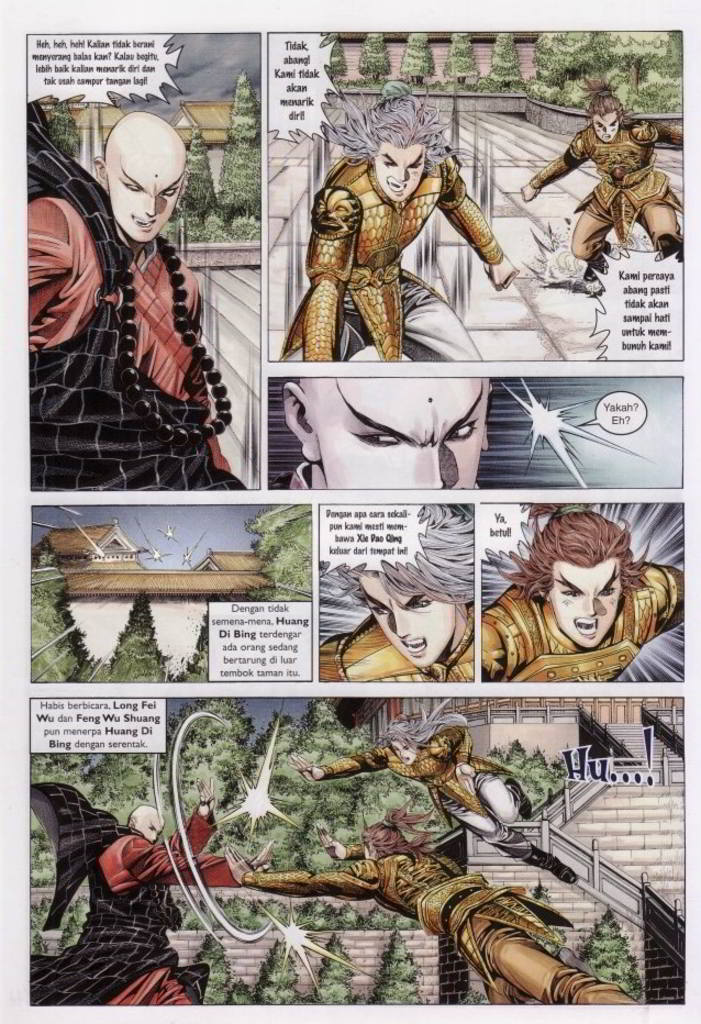 Heh, heh, heh! Kalian tidak berani
menyerang balas kan? Kalau begitu,
lebih baik kalian menarik diri dan
tak usah campur tangan lagi!
Tidak,
abang!
Kami tidak
akan
menarik
diri!
Kami percaya
abang pasti
tidak akan
sampai hati
untuk mem-
bunuh kami!
Yakah?
Eh?
Dengan tidak
semena-mena, Huang
Di Bing terdengar
ada orang sedang
bertarung di luar
tembok taman itu.
Dengan apa cara sekali-
pun kami mesti mem-
bawa Xie Dao Qing
keluar dari tempat ini!
Ya,
betul!
Habis berbicara, Long Fei
Wu dan Feng Wu Shuang
pun menerpa Huang Di
Bing dengan serentak.
Hu....!